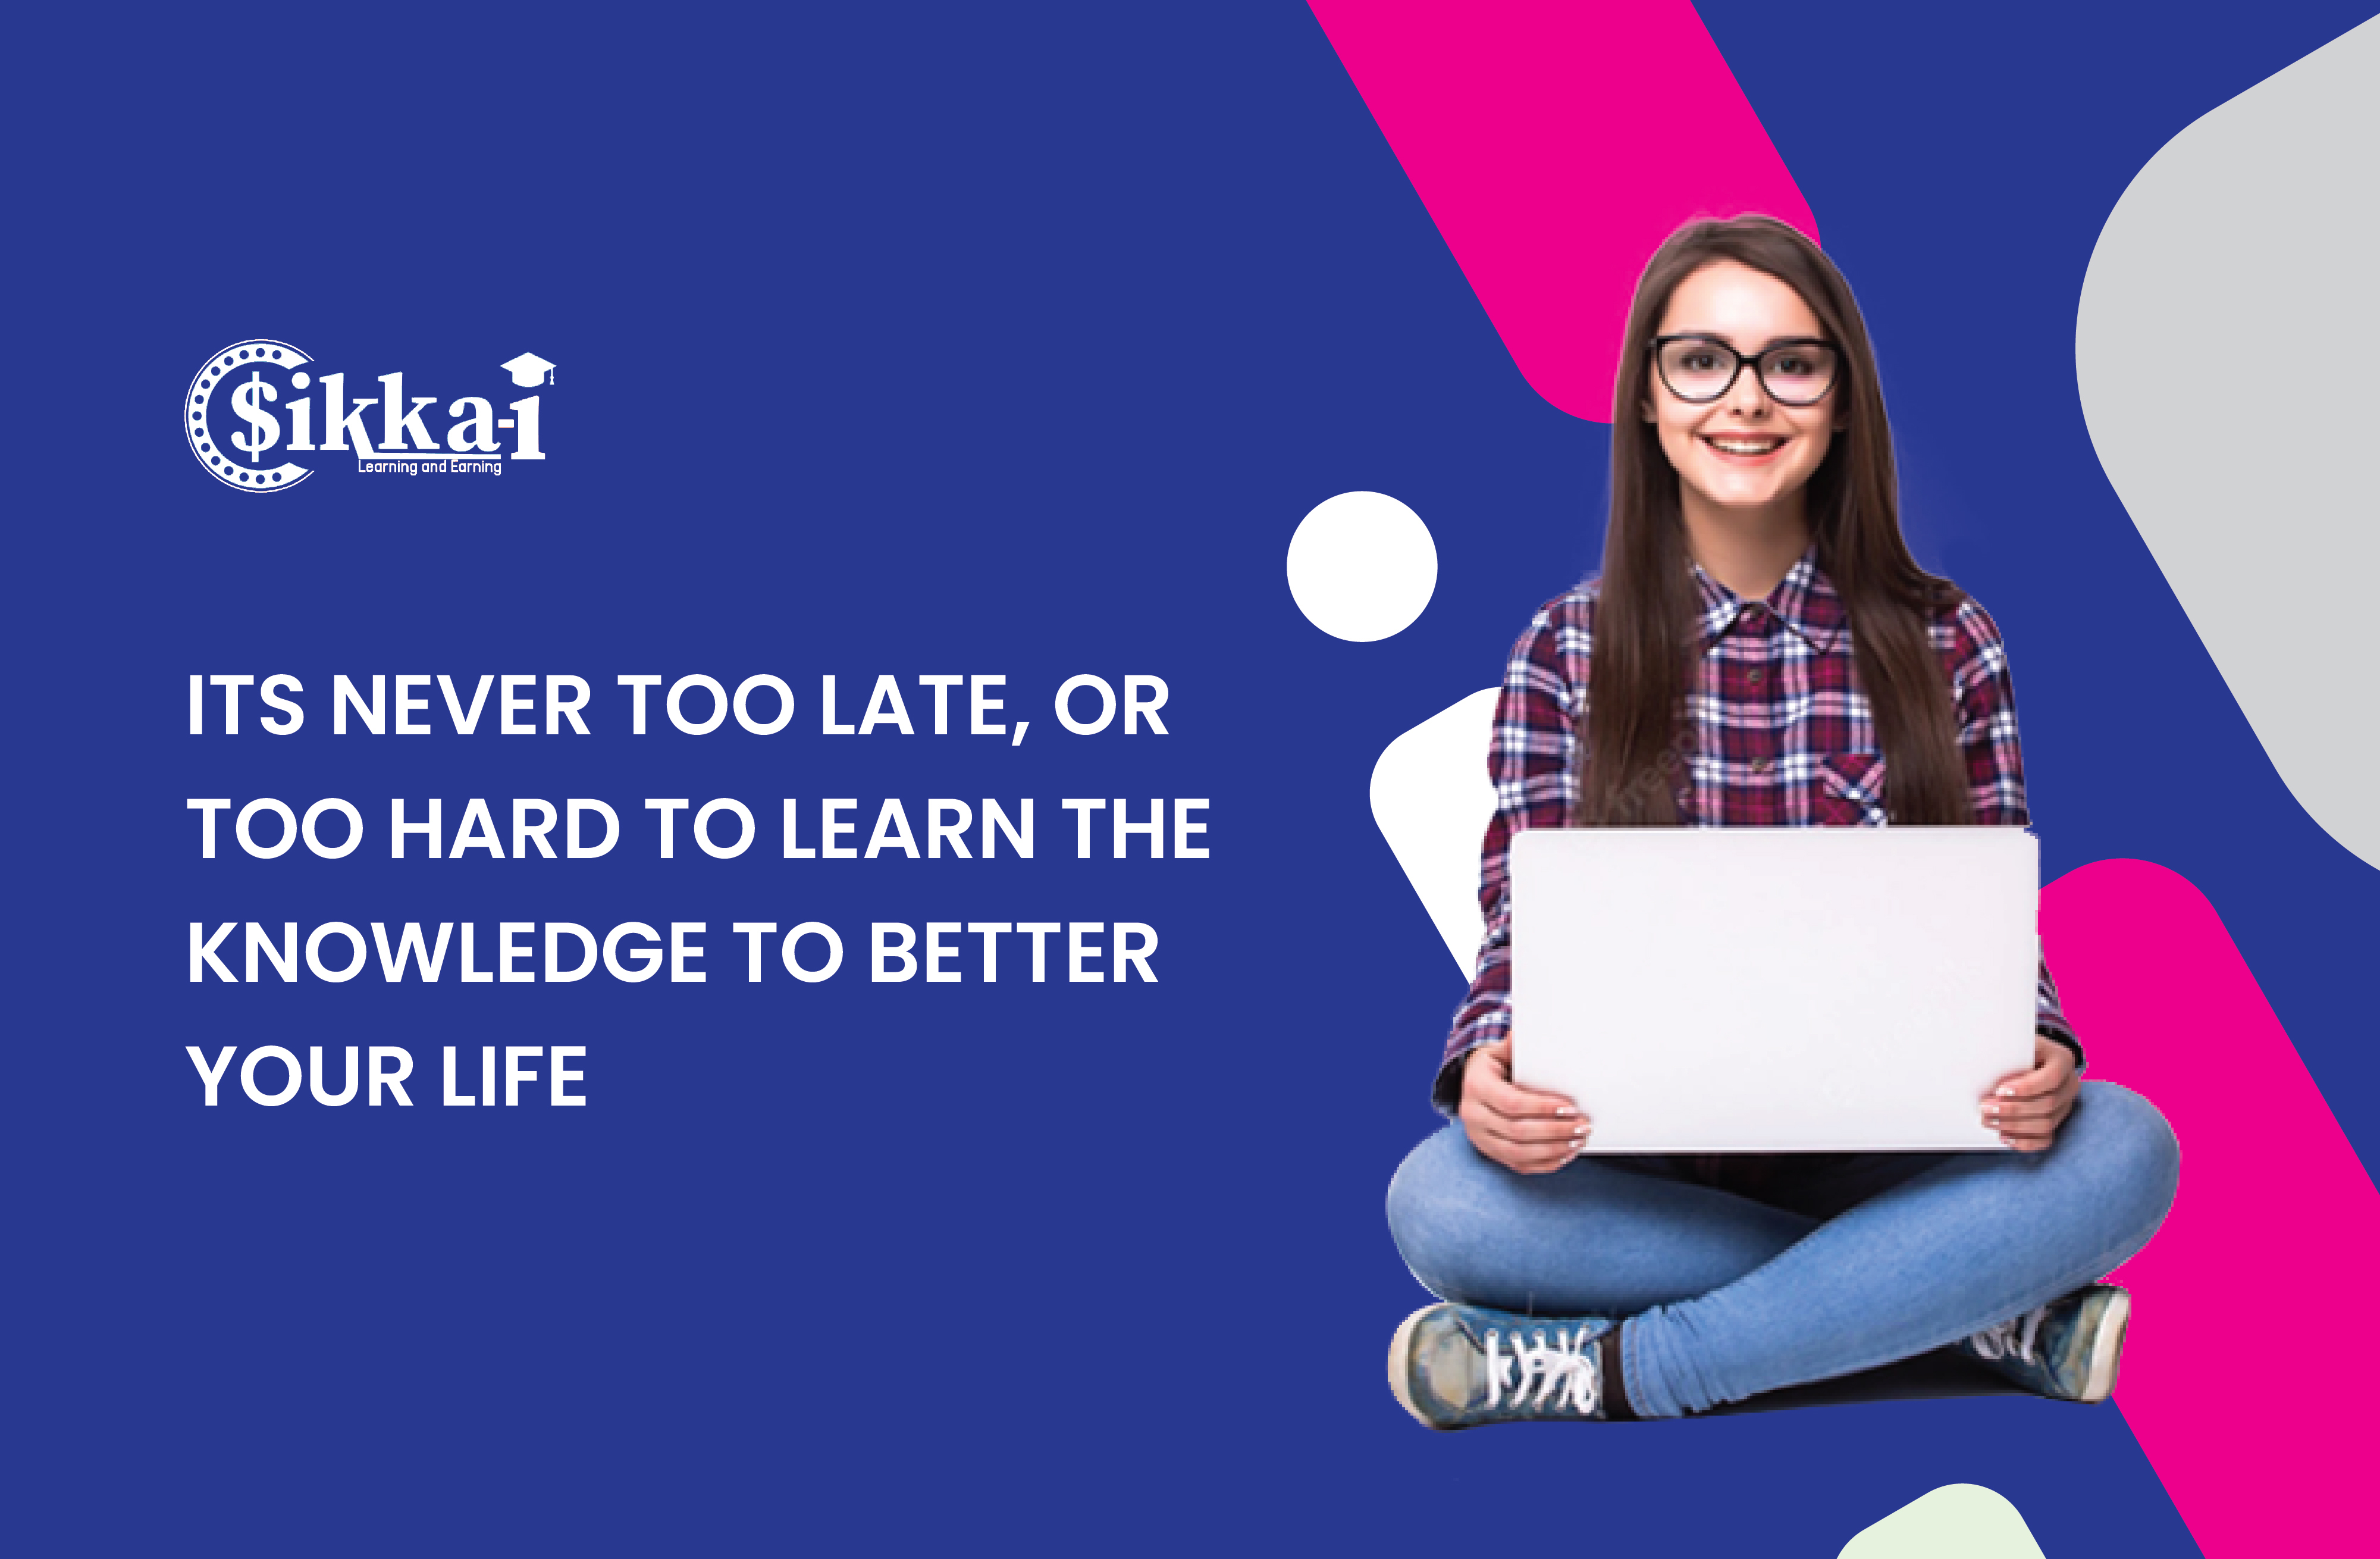 $ikka-i
Learning and Earning
ITS NEVER TOO LATE, OR
TOO HARD TO LEARN THE
KNOWLEDGE TO BETTER
YOUR LIFE